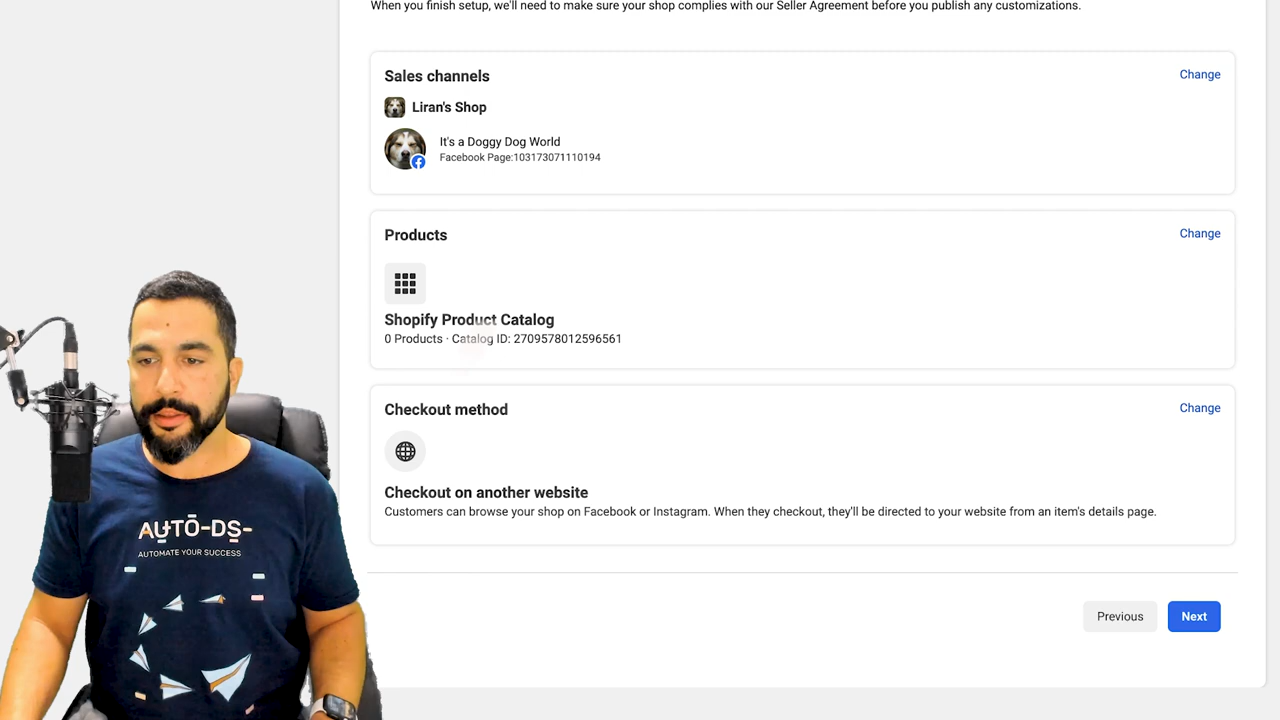 When you finish setup, we'll need to make sure your shop complies with our Seller Agreement before you publish any customizations.
Sales channels
Change
Liran's Shop
It's a Doggy Dog World
Facebook Page:103173071110194
Products
Change
Shopify Product Catalog
0 Products · Catalog ID: 2709578012596561
Checkout method
Change
Checkout on another website
Customers can browse your shop on Facebook or Instagram. When they checkout, they'll be directed to your website from an item's details page.
Previous
Next
AUTO-DS-
AUTOMATE YOUR SUCCESS